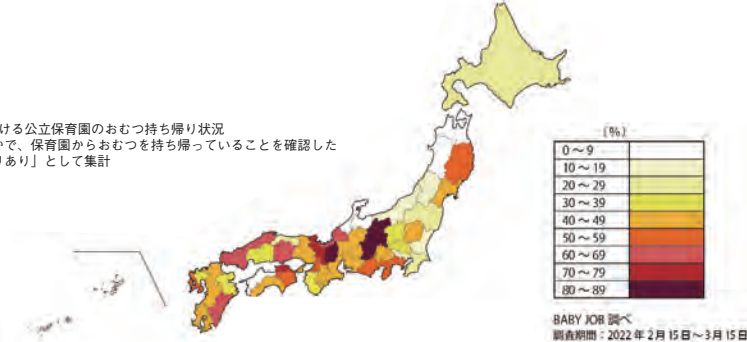 ける公立保育園のおむつ持ち帰り状況
で、保育園からおむつを持ち帰っていることを確認した
りあり」として集計
(%)
0～9
10～19
20～29
30～39
40～49
50～59
60～69
70～79
80～89
BABY JOB 調べ
調査期間：2022年2月15日～3月15日